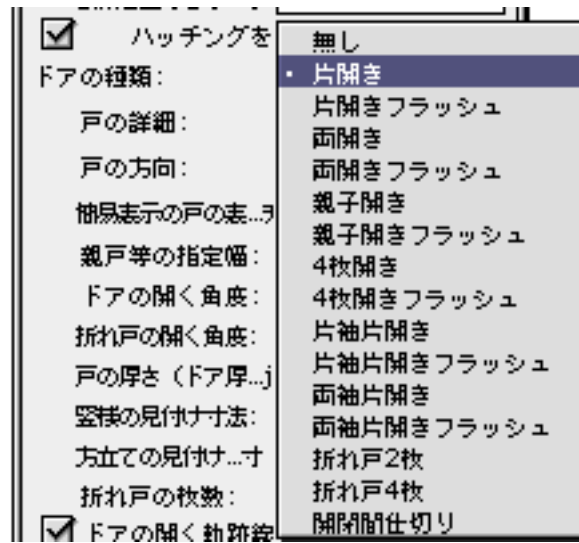 ハッチングを
ドアの種類：
戸の詳細：
戸の方向：
簡易表示の戸の表...ｦ
親戸等の指定幅：
ドアの開く角度：
折れ戸の開く角度：
戸の厚さ（ドア厚...j
竪桟の見付け寸法：
方立ての見付け...寸
折れ戸の枚数：
ドアの開く軌跡線
無し
・片開き
片開きフラッシュ
両開き
両開きフラッシュ
親子開き
親子開きフラッシュ
4枚開き
4枚開きフラッシュ
片袖片開き
片袖片開きフラッシュ
両袖片開き
両袖片開きフラッシュ
折れ戸2枚
折れ戸4枚
開閉間仕切り